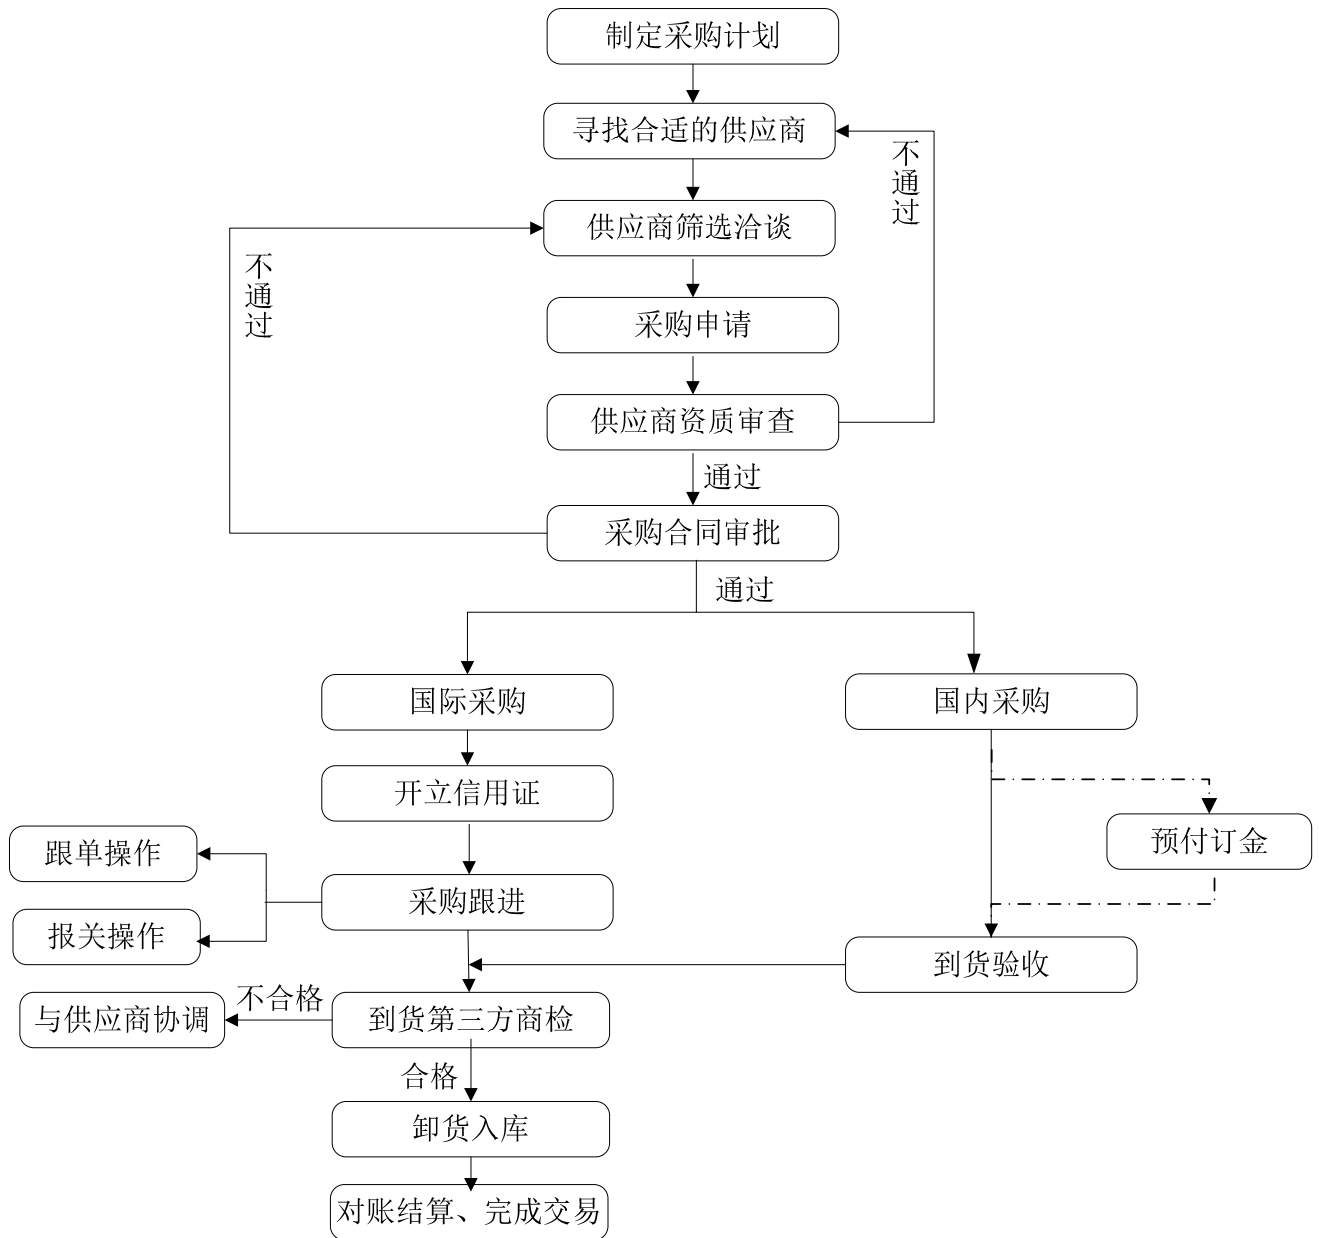 制定采购计划
寻找合适的供应商
不通过
供应商筛选洽谈
不通过
采购申请
供应商资质审查
通过
采购合同审批
通过
国际采购
国内采购
开立信用证
预付订金
跟单操作
采购跟进
报关操作
到货验收
不合格
与供应商协调
到货第三方商检
合格
卸货入库
对账结算、完成交易